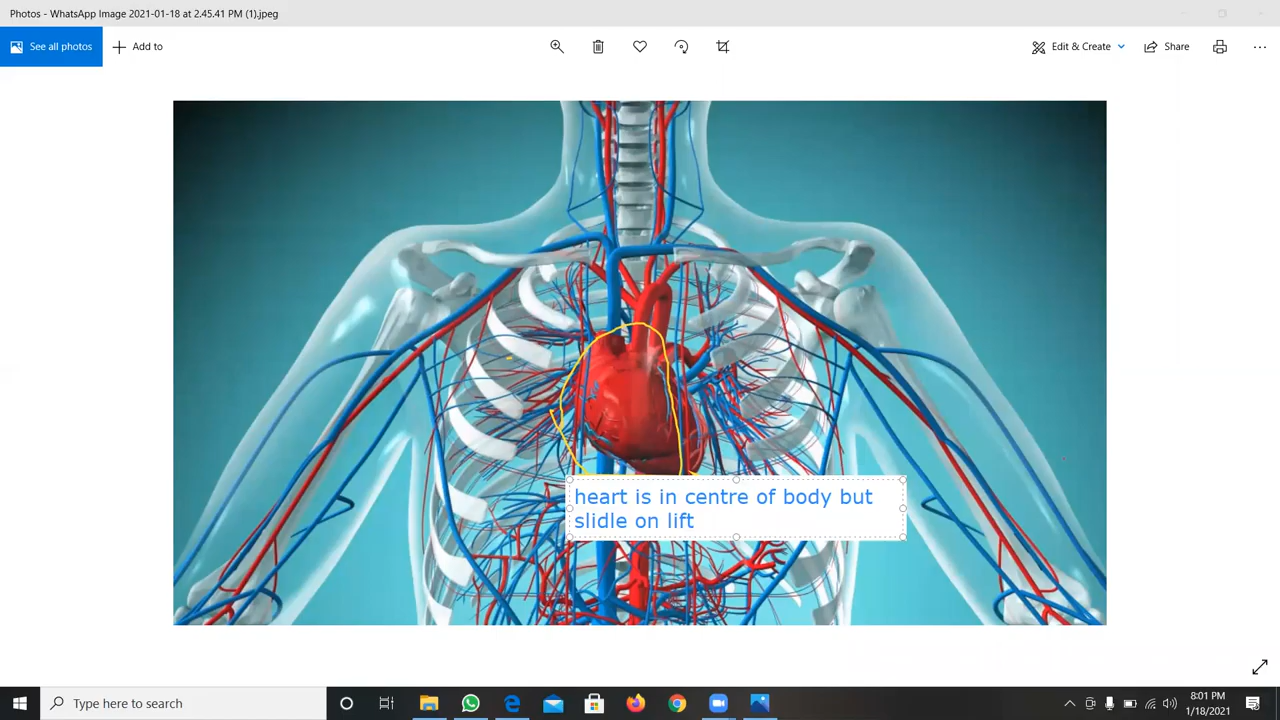 Photos - WhatsApp Image 2021-01-18 at 2.45.41 PM (1).jpeg
See all photos
Add to
Edit & Create
Share
heart is in centre of body but
slidle on lift
Type here to search
8:01 PM
1/18/2021